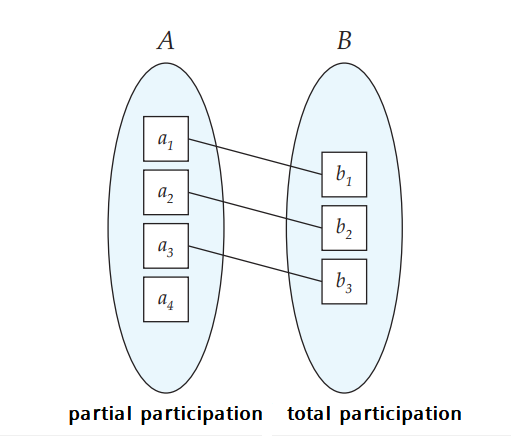 A B
a1
b1
a2
b2
a3
b3
a4
partial participation total participation